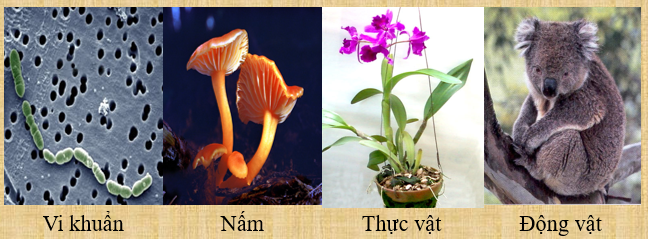 Vi khuẩn Nấm Thực vật Động vật